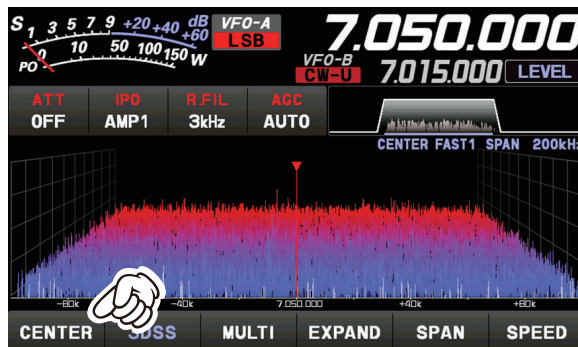 S 1 3 5 7 9 +20 +40 +60 dB
PO 0 10 50 100 150 W
VFO-A
LSB
7.050.000
VFO-B
CW-U
7.015.000
LEVEL
ATT IPO R.FIL AGC
OFF AMP1 3kHz AUTO
CENTER FAST1 SPAN 200kHz
-80k -40k 7.050.000 +40k +80k
CENTER 3DSS MULTI EXPAND SPAN SPEED